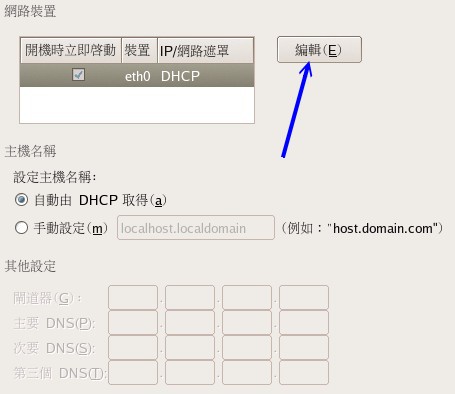 網路裝置
開機時立即啓動 裝置 IP/網路遮罩
eth0 DHCP
編輯(E)
主機名稱
設定主機名稱:
自動由 DHCP 取得(a)
手動設定(m) localhost.localdomain (例如："host.domain.com")
其他設定
閘道器(G):
主要 DNS(P):
次要 DNS(S):
第三個 DNS(T):